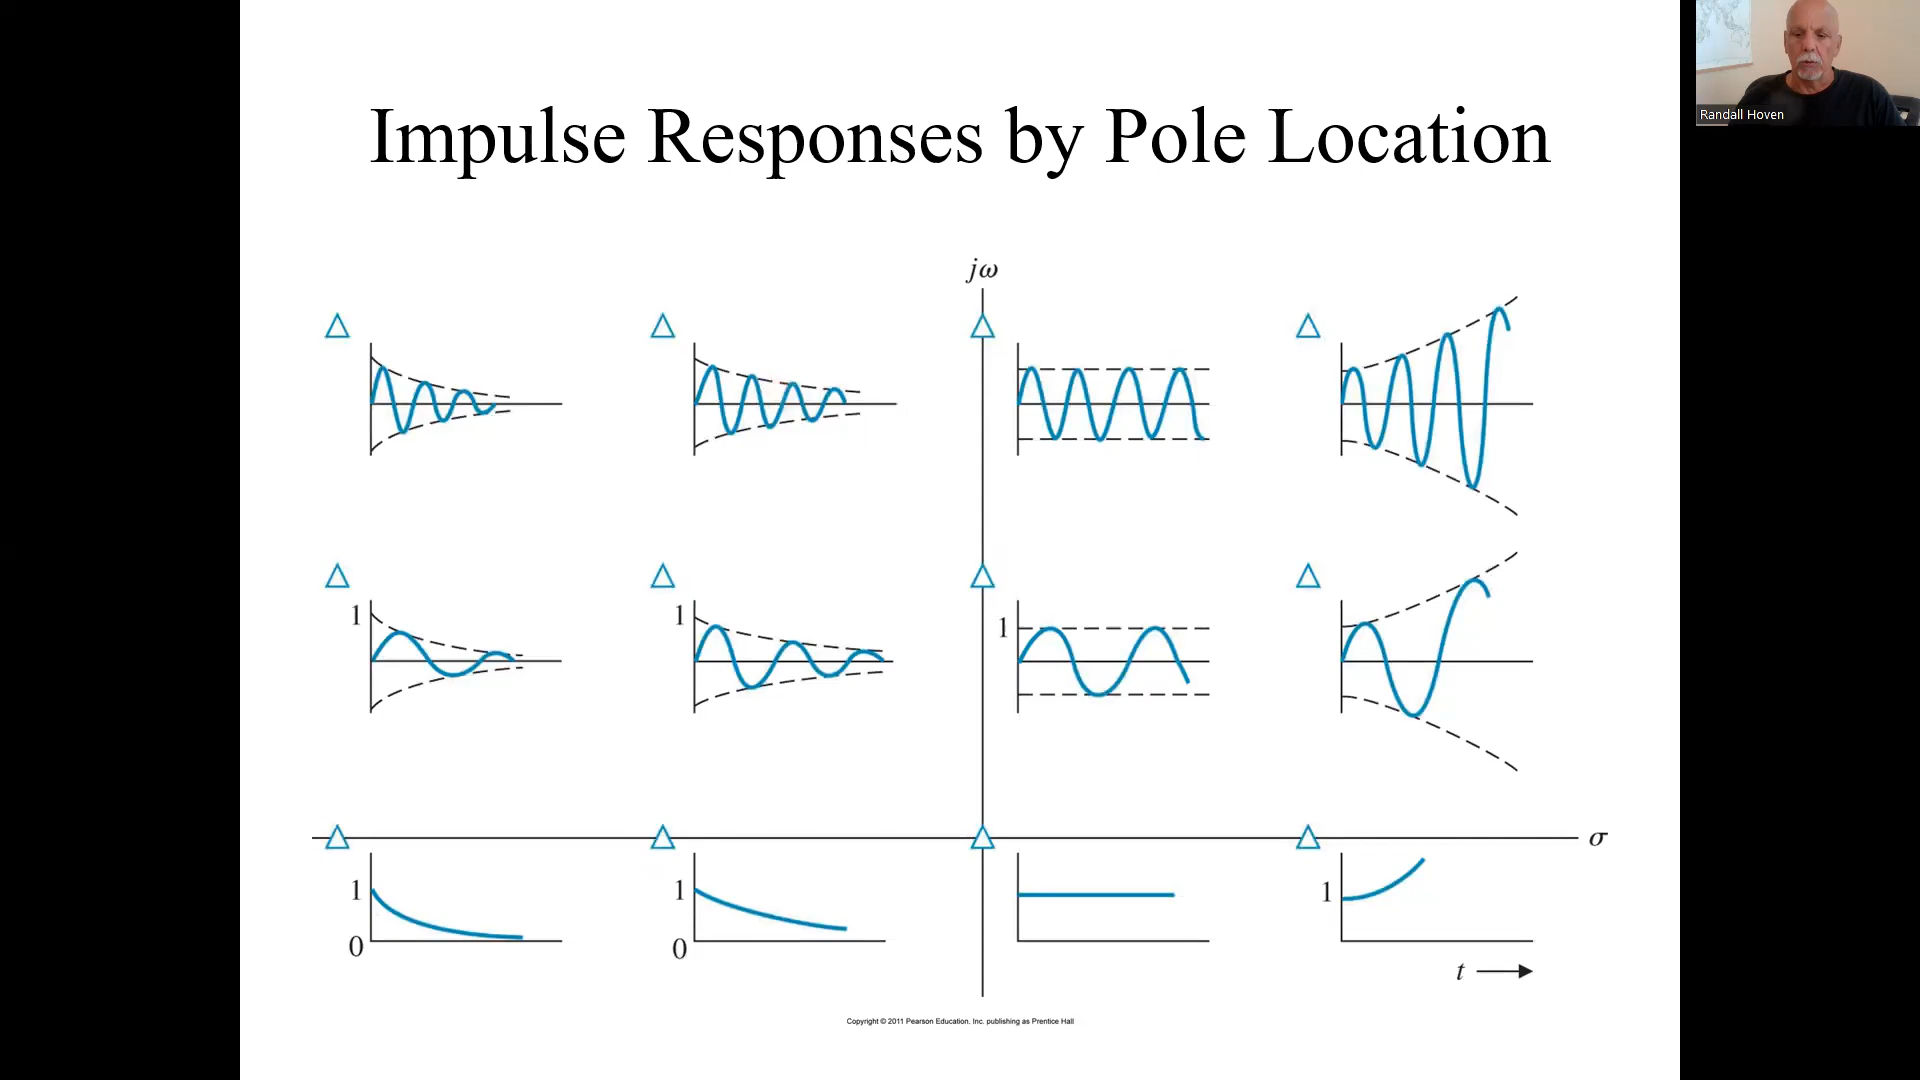 Randall Hoven
Impulse Responses by Pole Location
jω
1
1
1
σ
1
0
1
0
1
t
Copyright © 2011 Pearson Education, Inc. publishing as Prentice Hall